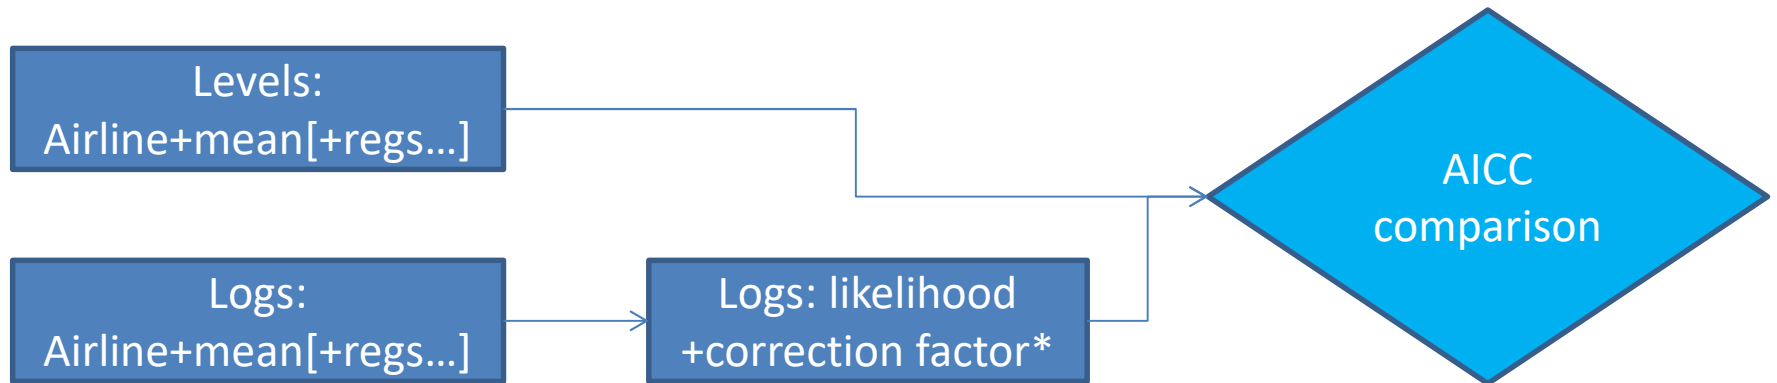 Levels:
Airline+mean[+regs...]
Logs:
Airline+mean[+regs...]
Logs: likelihood
+correction factor*
AICC
comparison